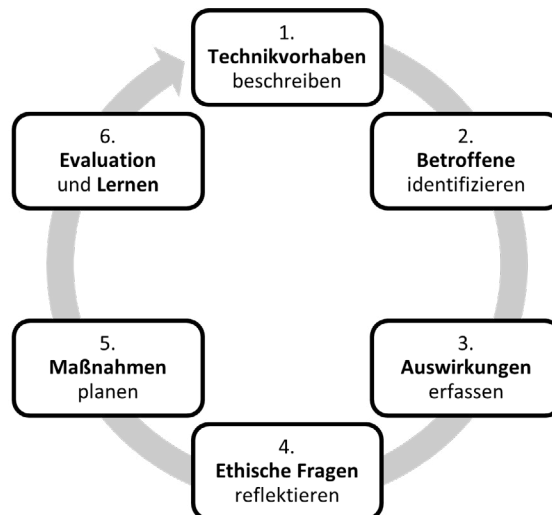 1.
Technikvorhaben
beschreiben
2.
Betroffene
identifizieren
3.
Auswirkungen
erfassen
4.
Ethische Fragen
reflektieren
5.
Maßnahmen
planen
6.
Evaluation
und Lernen